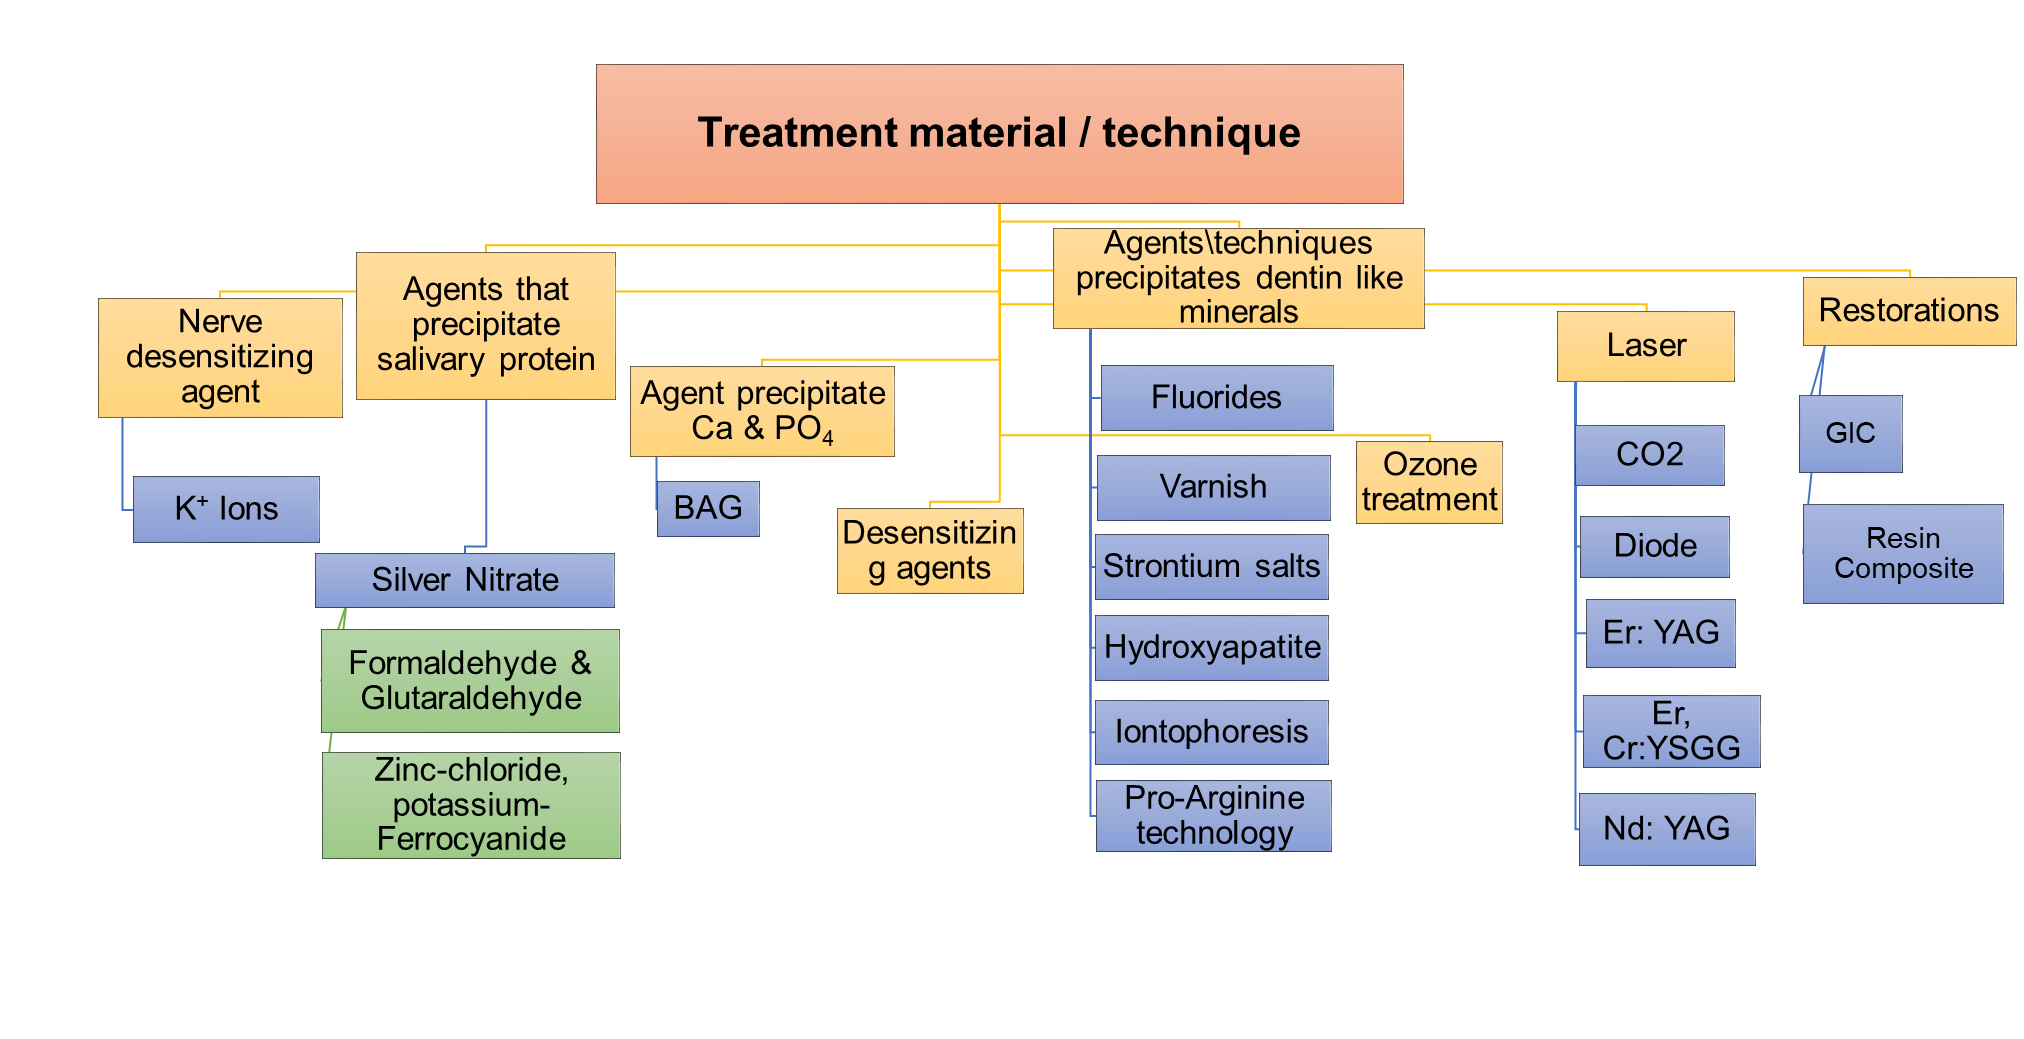 Treatment material / technique
Nerve
desensitizing
agent
K⁺ Ions
Agents that
precipitate
salivary protein
Silver Nitrate
Formaldehyde &
Glutaraldehyde
Zinc-chloride,
potassium-
Ferrocyanide
Agent precipitate
Ca & PO₄
BAG
Desensitizin
g agents
Agents\techniques
precipitates dentin like
minerals
Fluorides
Varnish
Strontium salts
Hydroxyapatite
Iontophoresis
Pro-Arginine
technology
Ozone
treatment
Laser
CO2
Diode
Er: YAG
Er,
Cr:YSGG
Nd: YAG
Restorations
GIC
Resin
Composite